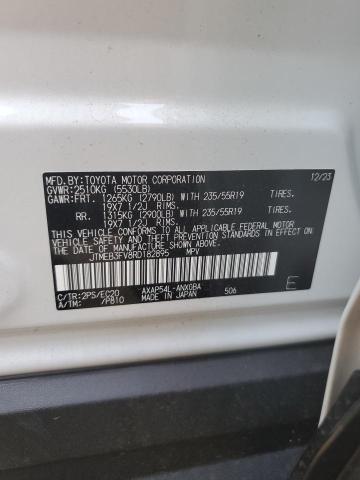 MFD.BY: TOYOTA MOTOR CORPORATION 12/23
GVWR:2510KG (5530LB)
GAWR:FRT. 1265KG (2790LB) WITH 235/55R19 TIRES.
19X7 1/2J RIMS.
RR. 1315KG (2900LB) WITH 235/55R19 TIRES.
19X7 1/2J RIMS.
THIS VEHICLE CONFORMS TO ALL APPLICABLE FEDERAL MOTOR
VEHICLE SAFETY AND BUMPER STANDARDS IN EFFECT ON
THE DATE OF MANUFACTURE SHOWN ABOVE.
JTMEB3FV8RD182895 MPV
C/TR:2PS/EC20 AXAP54L-ANXGBA E
A/TM: /P810 MADE IN JAPAN 506